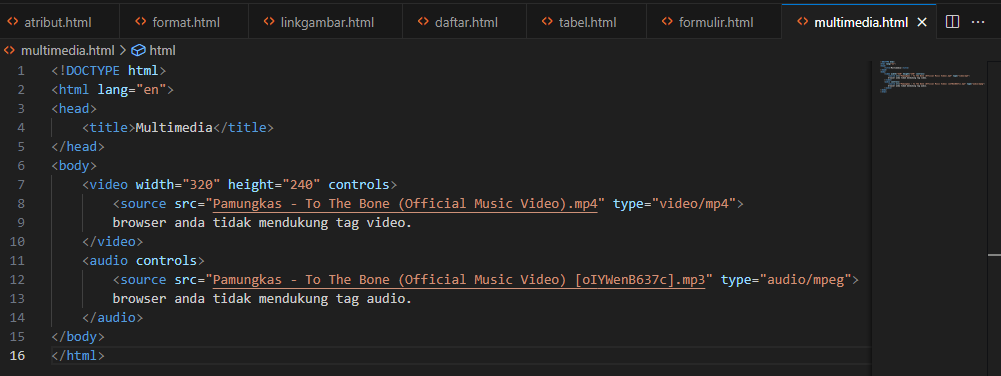 atribut.html format.html linkgambar.html daftar.html tabel.html formulir.html multimedia.html
multimedia.html > html
1 <!DOCTYPE html>
2 <html lang="en">
3 <head>
4 <title>Multimedia</title>
5 </head>
6 <body>
7 <video width="320" height="240" controls>
8 <source src="Pamungkas - To The Bone (Official Music Video).mp4" type="video/mp4">
9 browser anda tidak mendukung tag video.
10 </video>
11 <audio controls>
12 <source src="Pamungkas - To The Bone (Official Music Video) [oIYWenB637c].mp3" type="audio/mpeg">
13 browser anda tidak mendukung tag audio.
14 </audio>
15 </body>
16 </html>